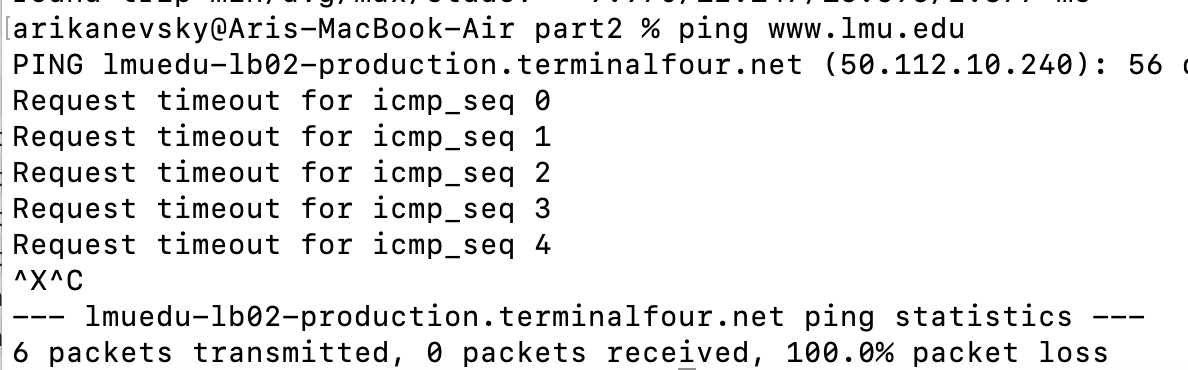 [arikanevsky@Aris-MacBook-Air part2 % ping www.lmu.edu
PING lmuedu-lb02-production.terminalfour.net (50.112.10.240): 56
Request timeout for icmp_seq 0
Request timeout for icmp_seq 1
Request timeout for icmp_seq 2
Request timeout for icmp_seq 3
Request timeout for icmp_seq 4
^X^C
--- lmuedu-lb02-production.terminalfour.net ping statistics ---
6 packets transmitted, 0 packets received, 100.0% packet loss